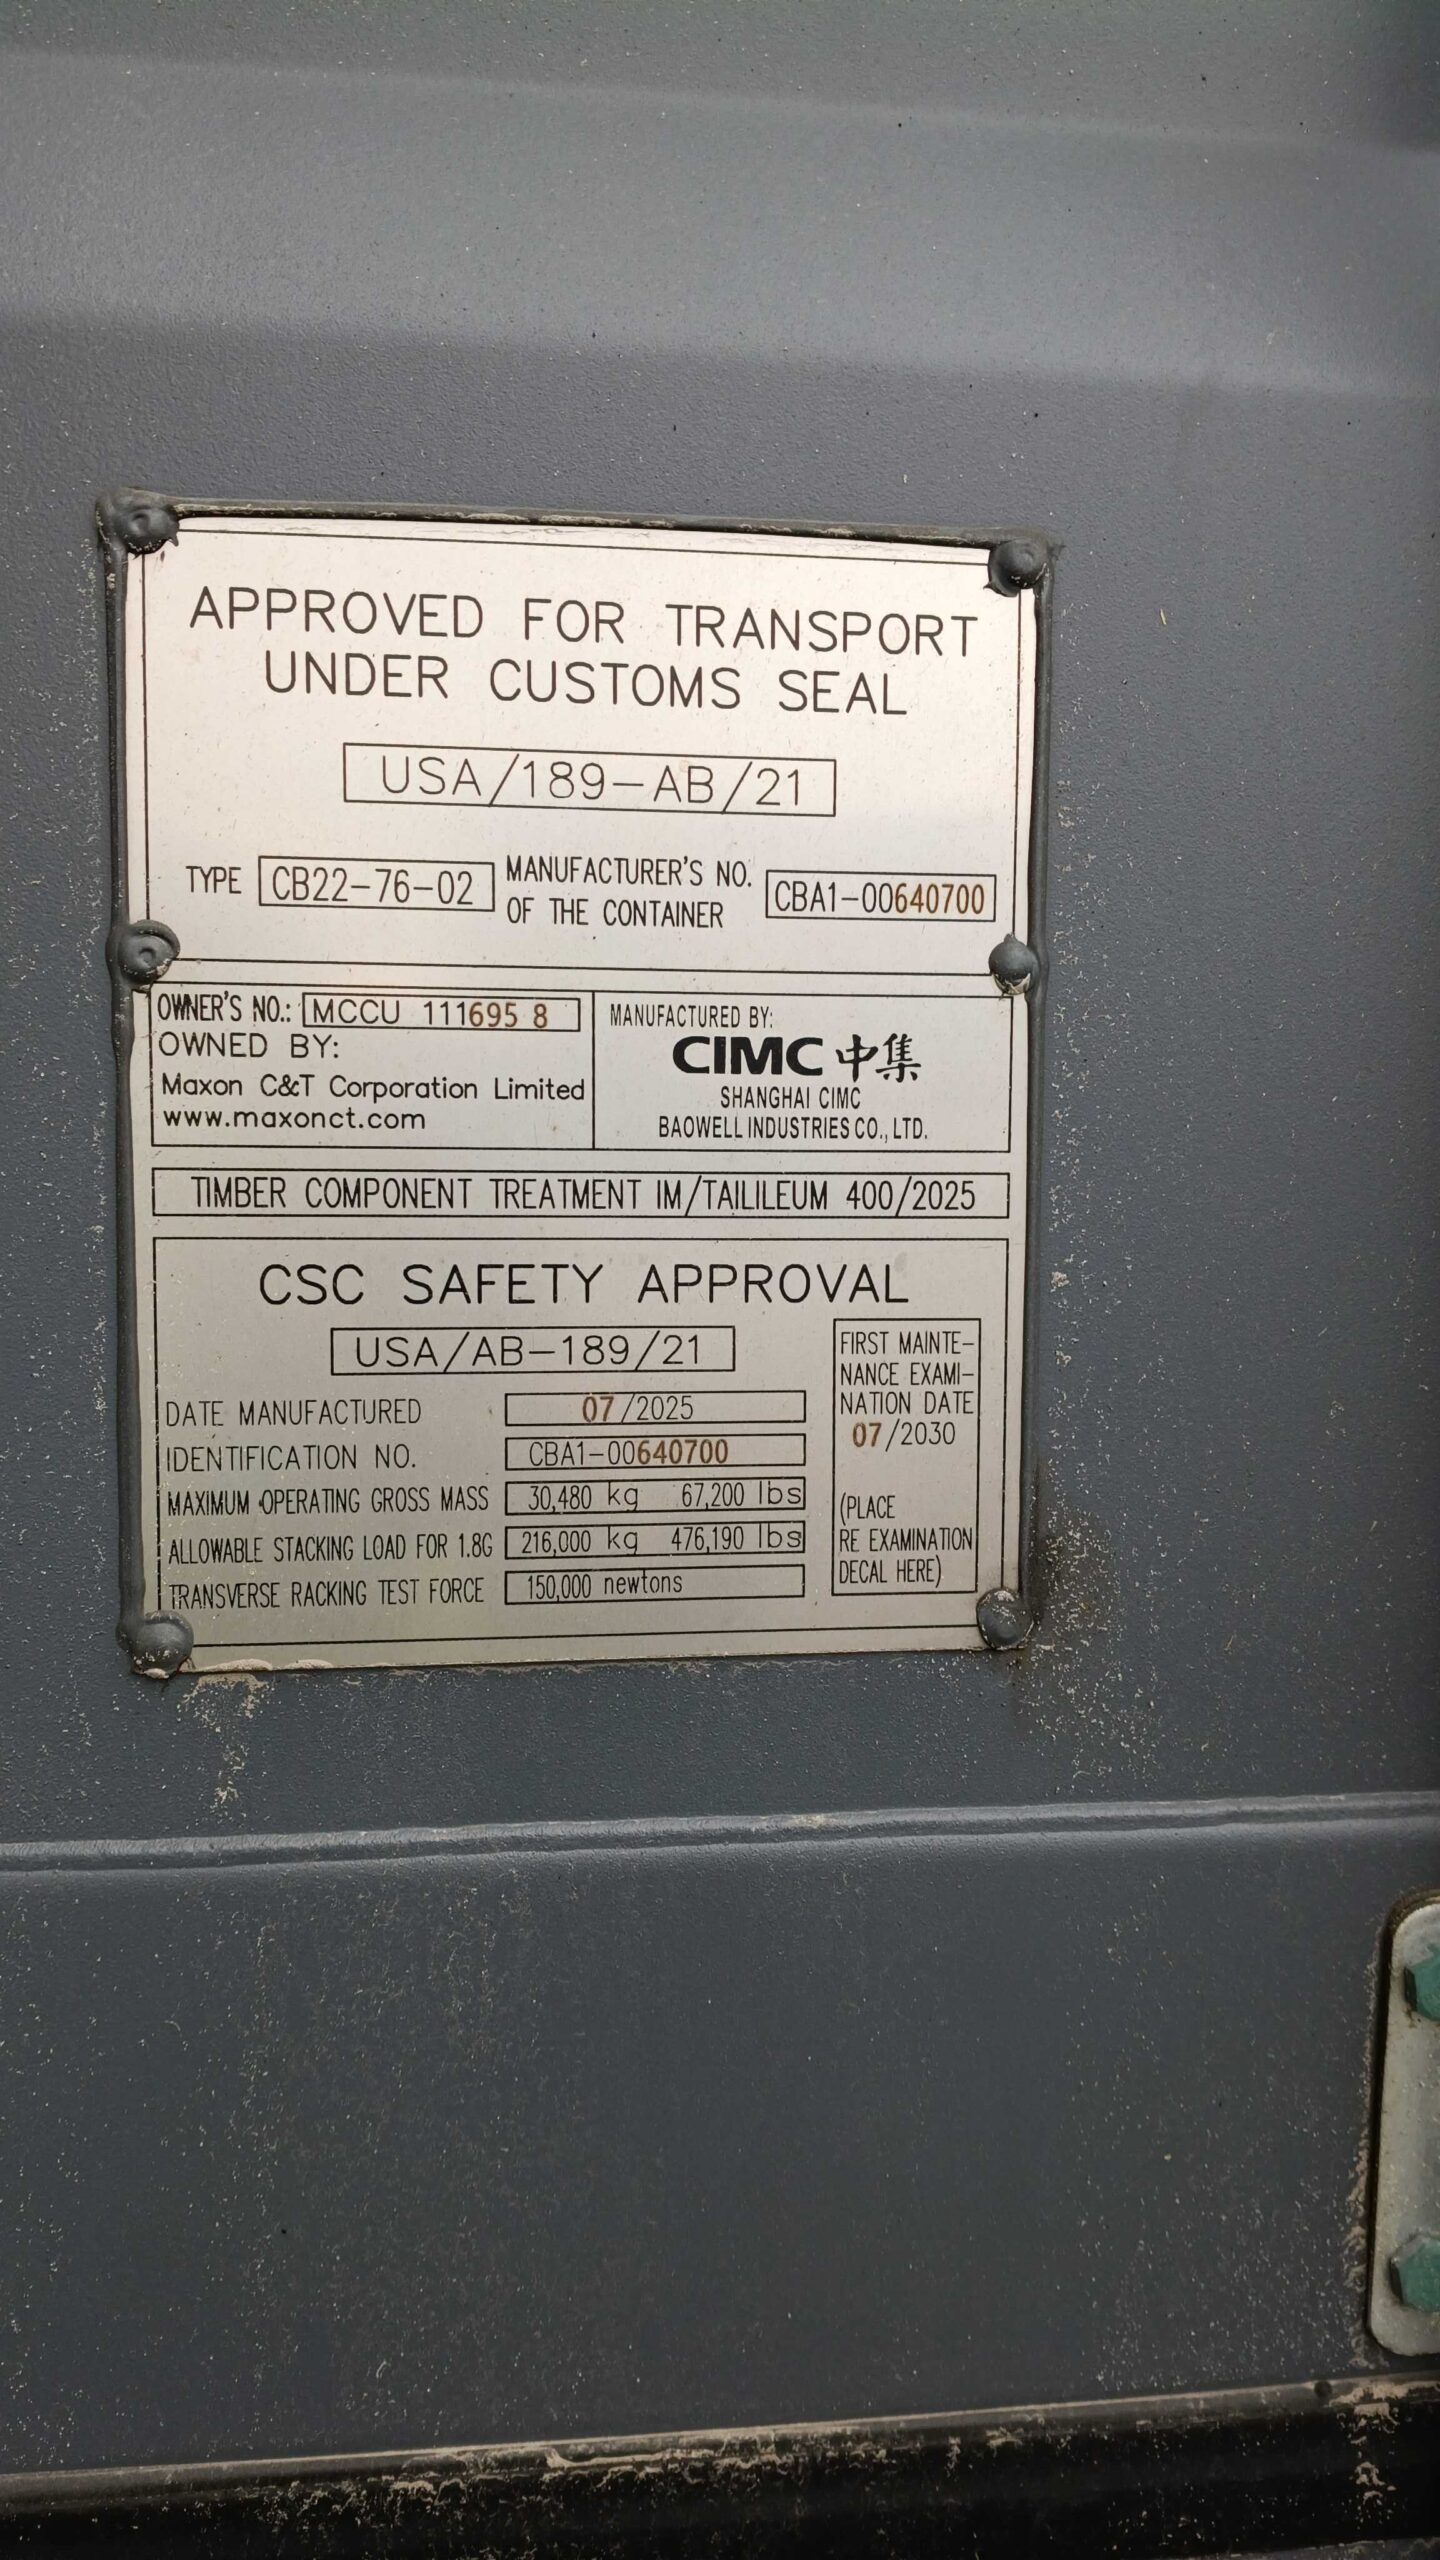 APPROVED FOR TRANSPORT
UNDER CUSTOMS SEAL
USA/189-AB/21
TYPE CB22-76-02 MANUFACTURER'S NO. OF THE CONTAINER CBA1-00640700
OWNER'S NO.: MCCU 111695 8
OWNED BY:
Maxon C&T Corporation Limited
www.maxonct.com
MANUFACTURED BY:
CIMC 中集
SHANGHAI CIMC
BAOWELL INDUSTRIES CO., LTD.
TIMBER COMPONENT TREATMENT IM/TAILILEUM 400/2025
CSC SAFETY APPROVAL
USA/AB-189/21
DATE MANUFACTURED 07/2025
IDENTIFICATION NO. CBA1-00640700
MAXIMUM OPERATING GROSS MASS 30,480 kg 67,200 lbs
ALLOWABLE STACKING LOAD FOR 1.8G 216,000 kg 476,190 lbs
TRANSVERSE RACKING TEST FORCE 150,000 newtons
FIRST MAINTE-
NANCE EXAMI-
NATION DATE
07/2030
(PLACE
RE EXAMINATION
DECAL HERE)